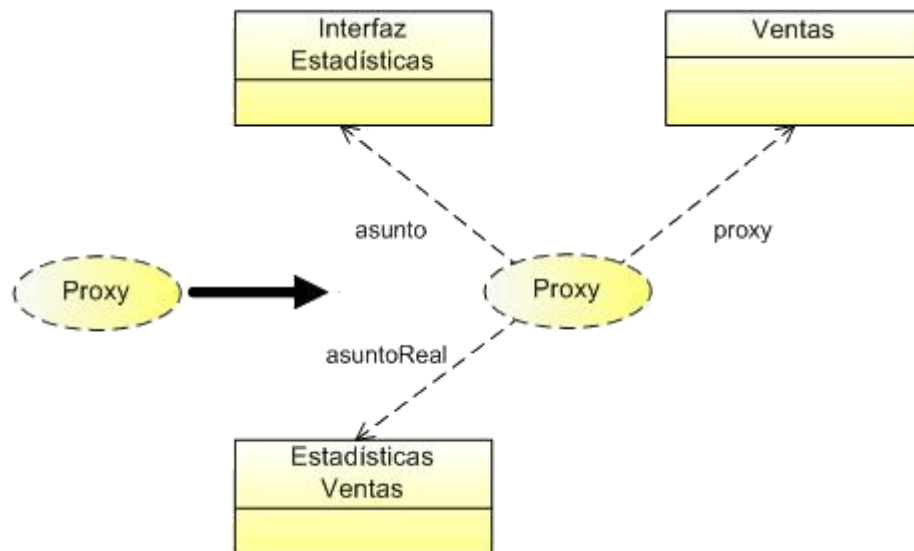 Interfaz
Estadísticas
Ventas
asunto
proxy
Proxy
Proxy
asuntoReal
Estadísticas
Ventas